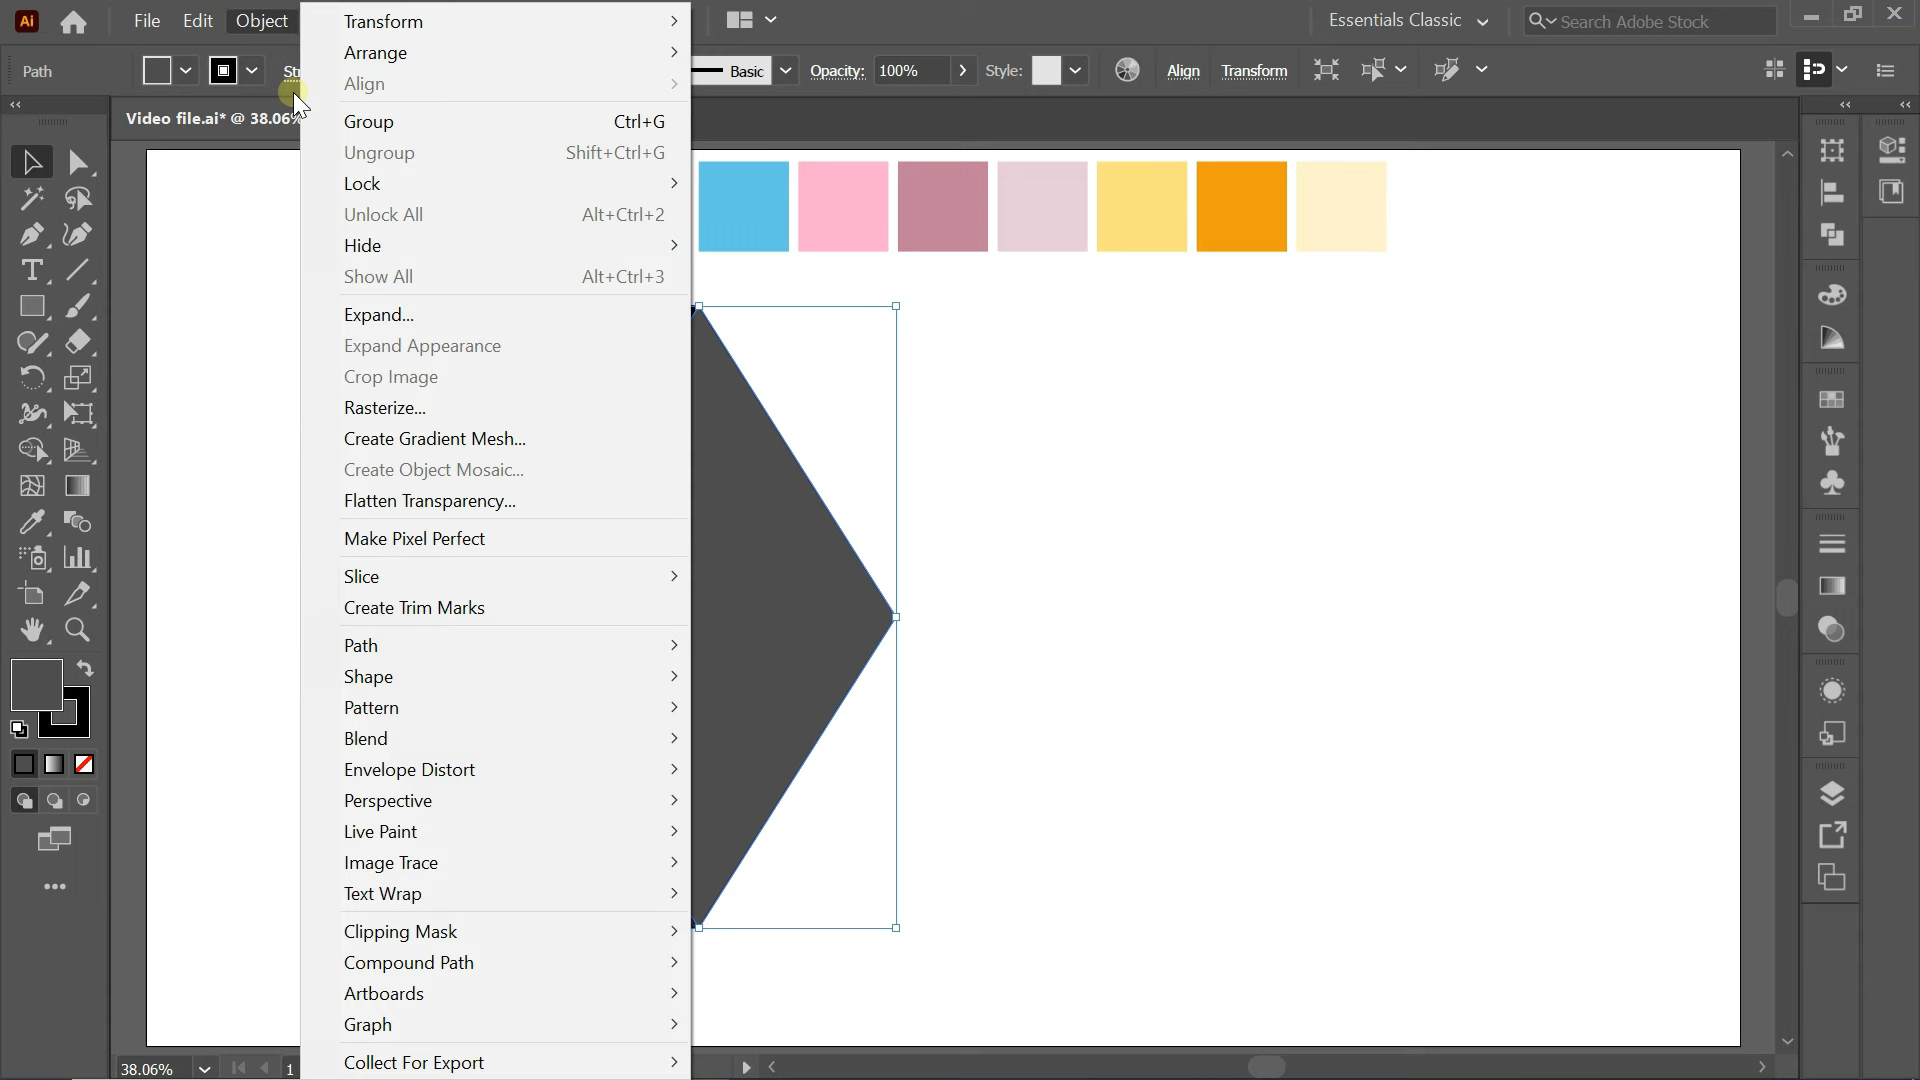 Ai File Edit Object Essentials Classic Search Adobe Stock
Path Basic Opacity: 100% Style: Align Transform
Video file.ai* @ 38.06%
Transform
Arrange
Align
Group Ctrl+G
Ungroup Shift+Ctrl+G
Lock
Unlock All Alt+Ctrl+2
Hide
Show All Alt+Ctrl+3
Expand...
Expand Appearance
Crop Image
Rasterize...
Create Gradient Mesh...
Create Object Mosaic...
Flatten Transparency...
Make Pixel Perfect
Slice
Create Trim Marks
Path
Shape
Pattern
Blend
Envelope Distort
Perspective
Live Paint
Image Trace
Text Wrap
Clipping Mask
Compound Path
Artboards
Graph
Collect For Export
38.06% 1